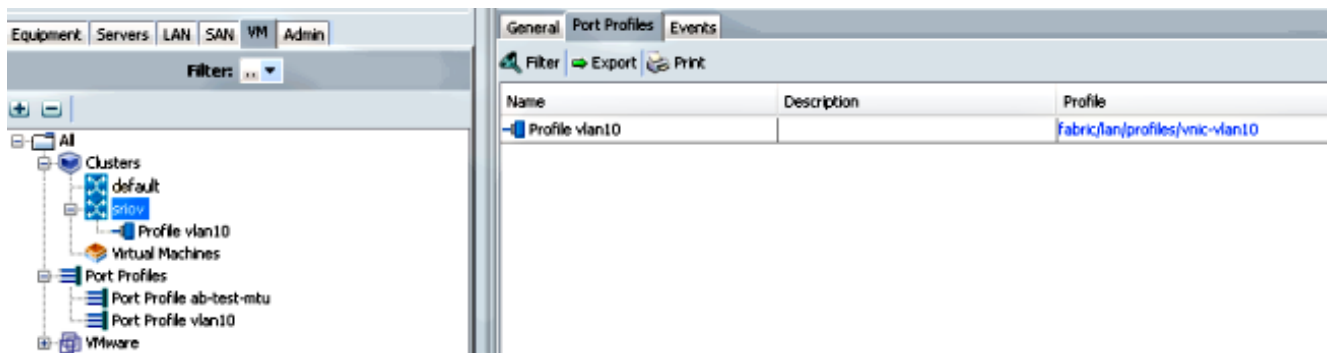 Equipment Servers LAN SAN VM Admin
Filter: ..
All
Clusters
default
sriov
Profile vlan10
Virtual Machines
Port Profiles
Port Profile ab-test-mtu
Port Profile vlan10
VMware
General Port Profiles Events
Filter Export Print
Name Description Profile
Profile vlan10 fabric/lan/profiles/vnic-vlan10